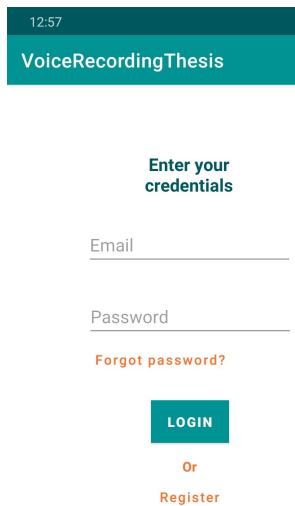 12:57
VoiceRecordingThesis
Enter your
credentials
Email
Password
Forgot password?
LOGIN
Or
Register